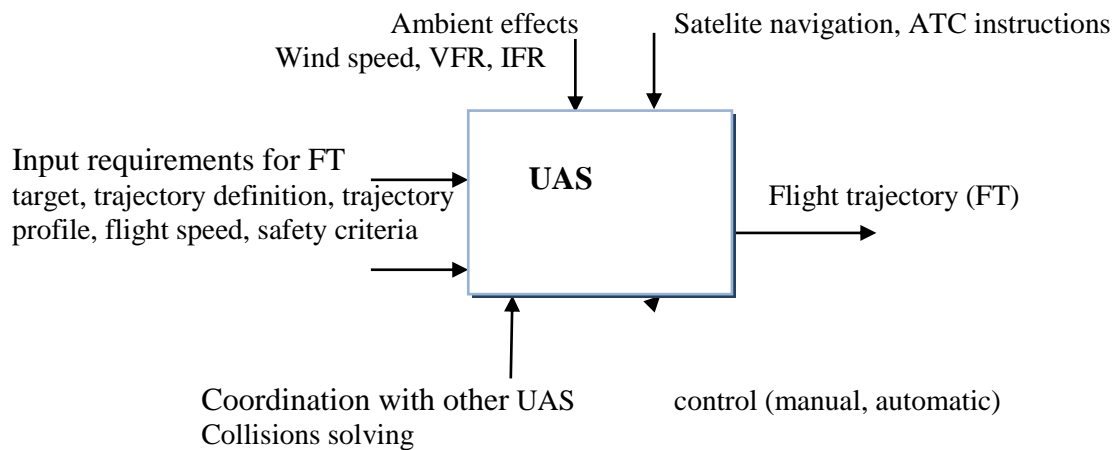 Ambient effects
Wind speed, VFR, IFR
Satelite navigation, ATC instructions
Input requirements for FT
target, trajectory definition, trajectory
profile, flight speed, safety criteria
UAS
Flight trajectory (FT)
Coordination with other UAS
Collisions solving
control (manual, automatic)